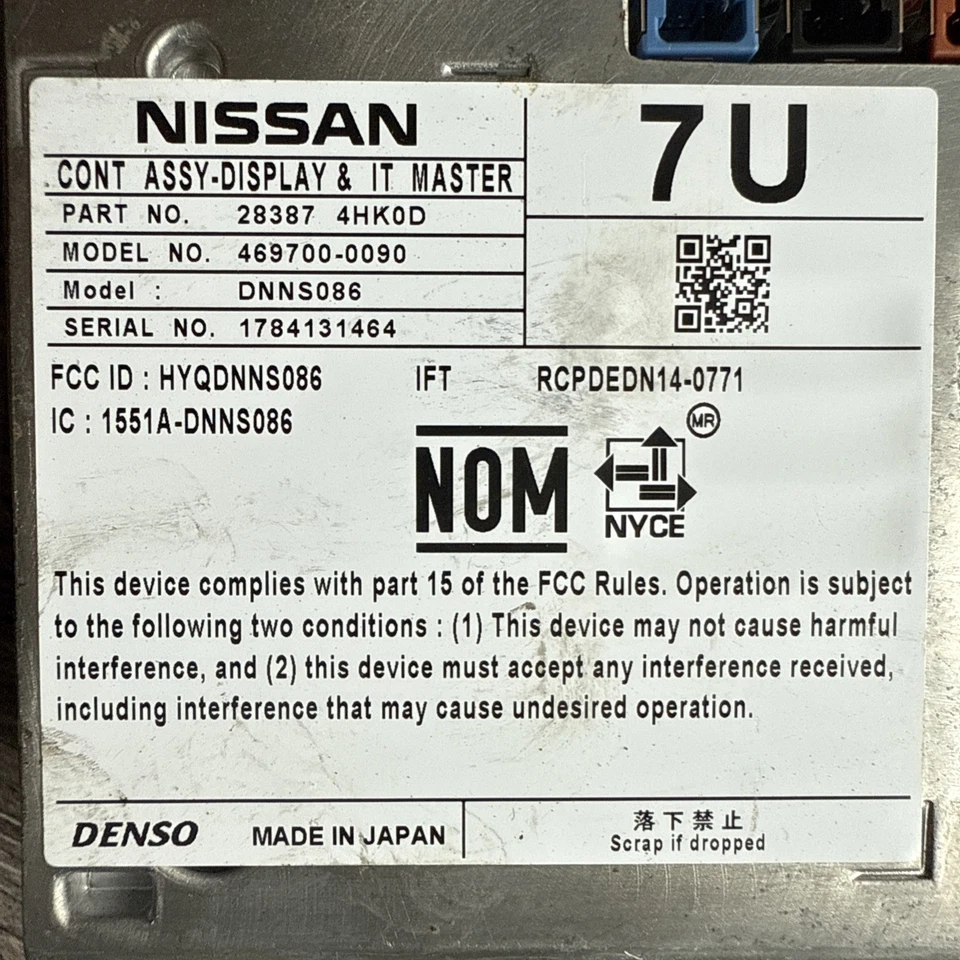 NISSAN
7U
CONT ASSY-DISPLAY & IT MASTER
PART NO. 28387 4HK0D
MODEL NO. 469700-0090
Model : DNNS086
SERIAL NO. 1784131464
FCC ID : HYQDNNS086 IFT RCPDEDN14-0771
IC : 1551A-DNNS086
MR
NOM
NYCE
This device complies with part 15 of the FCC Rules. Operation is subject
to the following two conditions : (1) This device may not cause harmful
interference, and (2) this device must accept any interference received,
including interference that may cause undesired operation.
DENSO MADE IN JAPAN
落下禁止
Scrap if dropped